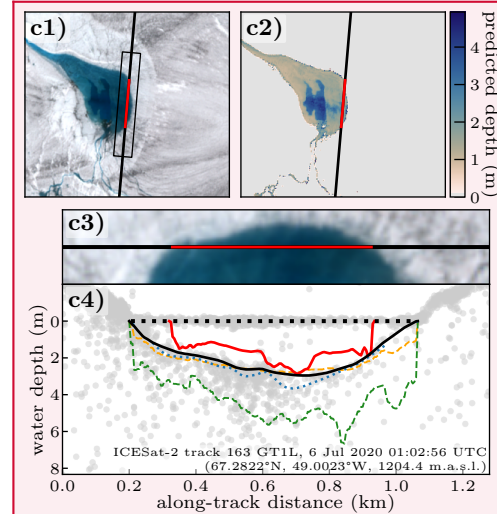 c1)
c2)
0
1
2
3
4
predicted depth (m)
c3)
c4)
0
2
4
6
8
water depth (m)
ICESat-2 track 163 GT1L, 6 Jul 2020 01:02:56 UTC
(67.2822°N, 49.0023°W, 1204.4 m.a.s.l.)
0.0 0.2 0.4 0.6 0.8 1.0 1.2
along-track distance (km)